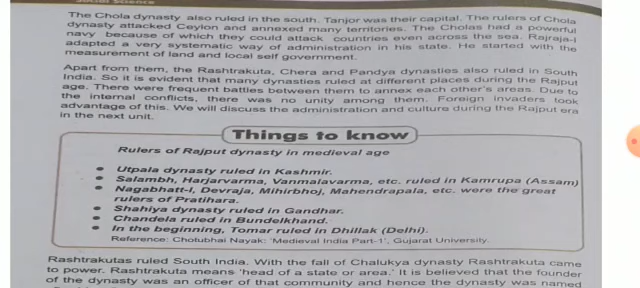 Social Science
The Chola dynasty also ruled in the south. Tanjor was their capital. The rulers of Chola
dynasty attacked Ceylon and annexed many territories. The Cholas had a powerful
navy because of which they could attack countries even across the sea. Rajraja-I
adapted a very systematic way of administration in his state. He started with the
measurement of land and local self government.
Apart from them, the Rashtrakuta, Chera and Pandya dynasties also ruled in South
India. So it is evident that many dynasties ruled at different places during the Rajput
age. There were frequent battles between them to annex each other's areas. Due to
the internal conflicts, there was no unity among them. Foreign invaders took
advantage of this. We will discuss the administration and culture during the Rajput era
in the next unit.
Things to know
Rulers of Rajput dynasty in medieval age
• Utpala dynasty ruled in Kashmir.
• Salambh, Harjarvarma, Vanmalavarma, etc. ruled in Kamrupa (Assam)
• Nagabhatt-I, Devraja, Mihirbhoj, Mahendrapala, etc. were the great
rulers of Pratihara.
• Shahiya dynasty ruled in Gandhar.
• Chandela ruled in Bundelkhand.
• In the beginning, Tomar ruled in Dhillak (Delhi).
Reference: Chotubhai Nayak: 'Medieval India Part-1', Gujarat University.
Rashtrakutas ruled South India. With the fall of Chalukya dynasty Rashtrakuta came
to power. Rashtrakuta means 'head of a state or area.' It is believed that the founder
of the dynasty was an officer of that community and hence the dynasty was named